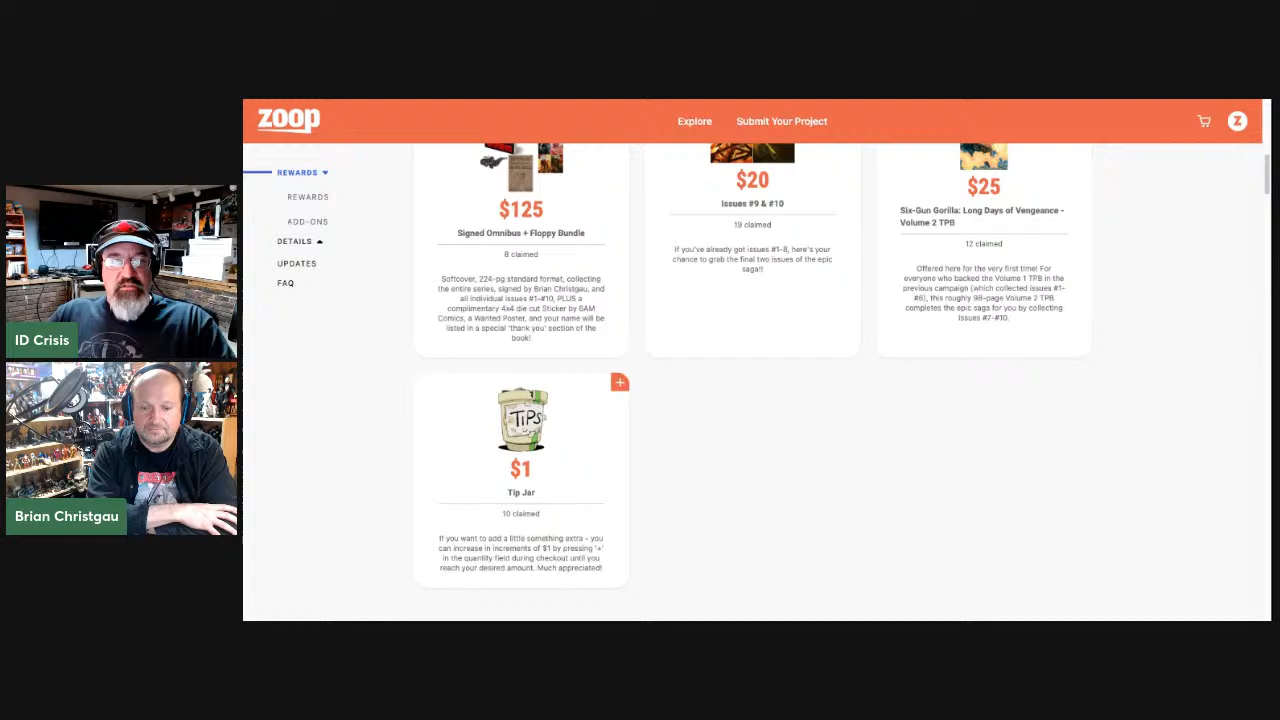 zoop
Explore
Submit Your Project
Z
REWARDS
REWARDS
ADD-ONS
DETAILS
UPDATES
FAQ
$125
Signed Omnibus + Floppy Bundle
8 claimed
Softcover, 224-pg standard format, collecting
the entire series, signed by Brian Christgau, and
all individual issues #1-#10, PLUS a
complimentary 4x4 die cut Sticker by 6AM
Comics, a Wanted Poster, and your name will be
listed in a special 'thank you' section of the
book!
$20
Issues #9 & #10
19 claimed
If you've already got issues #1-8, here's your
chance to grab the final two issues of the epic
saga!!
$25
Six-Gun Gorilla: Long Days of Vengeance -
Volume 2 TPB
12 claimed
Offered here for the very first time! For
everyone who backed the Volume 1 TPB in the
previous campaign (which collected issues #1-
#6), this roughly 98-page Volume 2 TPB
completes the epic saga for you by collecting
Issues #7-#10.
TIPS
$1
Tip Jar
10 claimed
If you want to add a little something extra - you
can increase in increments of $1 by pressing '+'
in the quantity field during checkout until you
reach your desired amount. Much appreciated!
ID Crisis
Brian Christgau